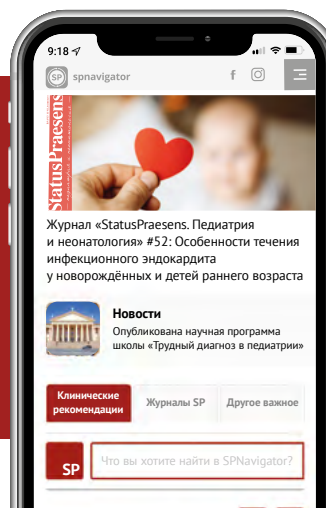 9:18
SP spnavigator f
StatusPraesens
Журнал «StatusPraesens. Педиатрия
и неонатология» #52: Особенности течения
инфекционного эндокардита
у новорождённых и детей раннего возраста
Новости
Опубликована научная программа
школы «Трудный диагноз в педиатрии»
Клинические
рекомендации
Журналы SP
Другое важное
SP
Что вы хотите найти в SPNavigator?